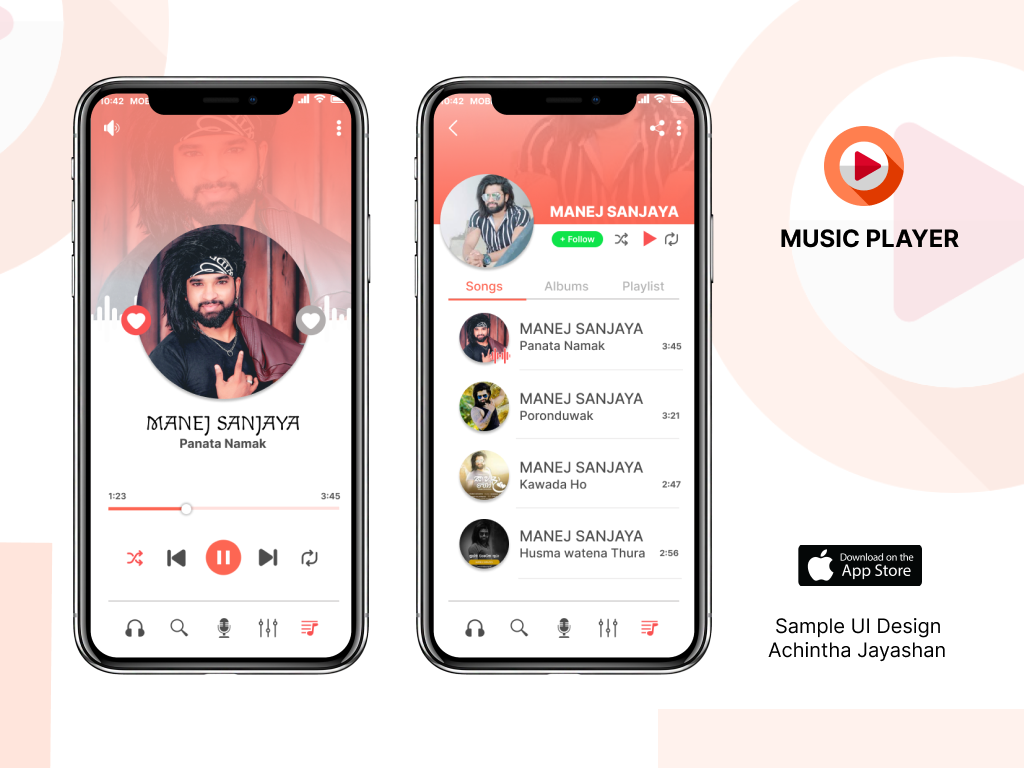 10:42 MOB
MANEJ SANJAYA
Panata Namak
1:23
3:45
10:42 MOB
MANEJ SANJAYA
+ Follow
Songs
Albums
Playlist
MANEJ SANJAYA
Panata Namak
3:45
MANEJ SANJAYA
Poronduwak
3:21
MANEJ SANJAYA
Kawada Ho
2:47
MANEJ SANJAYA
Husma watena Thura
2:56
MUSIC PLAYER
Download on the
App Store
Sample UI Design
Achintha Jayashan